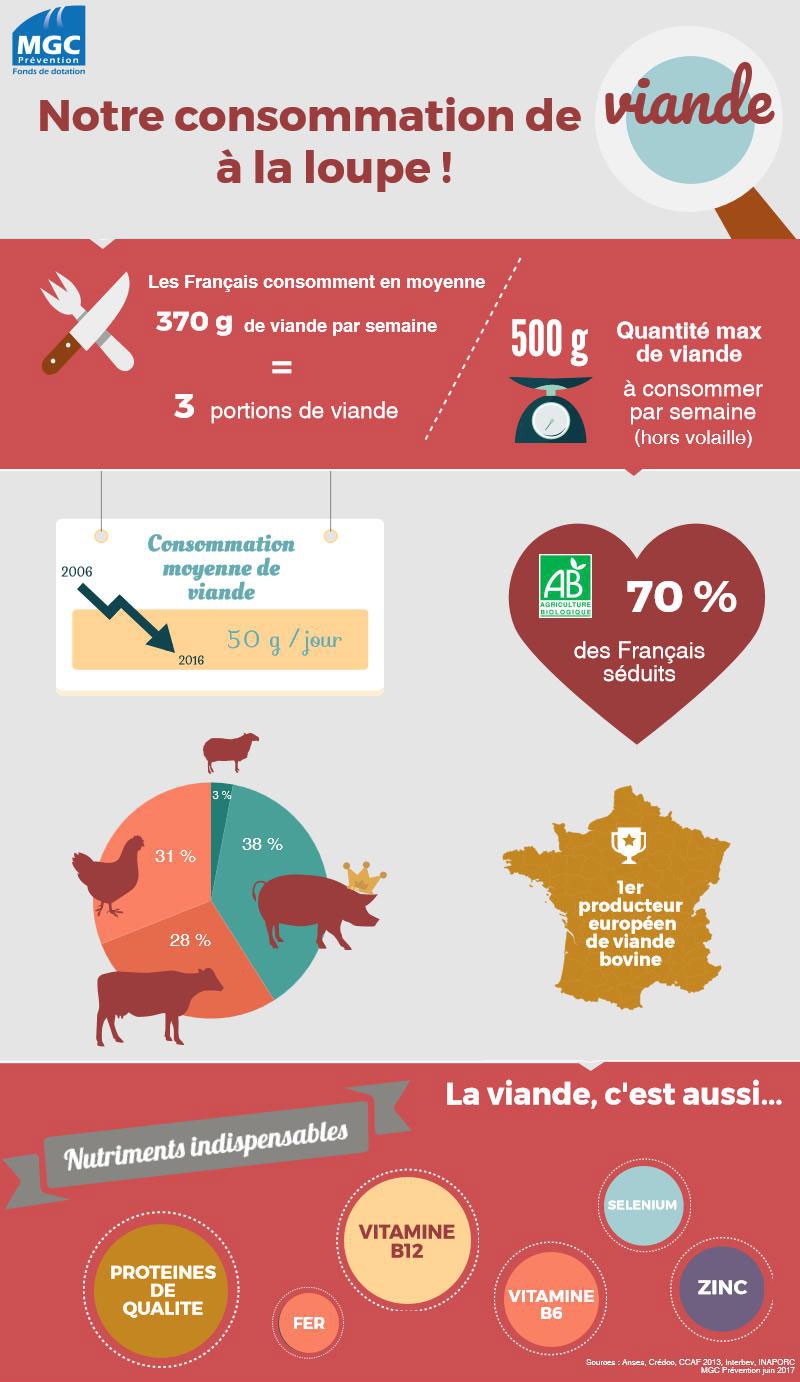 MGC
Prévention
Fonds de dotation
Notre consommation de viande
à la loupe !
Les Français consomment en moyenne
370 g de viande par semaine
=
3 portions de viande
500 g
Quantité max
de viande
à consommer
par semaine
(hors volaille)
Consommation
moyenne de
viande
2006
50 g / jour
2016
AB
AGRICULTURE
BIOLOGIQUE
70 %
des Français
séduits
3 %
38 %
31 %
28 %
1er
producteur
européen
de viande
bovine
La viande, c'est aussi...
Nutriments indispensables
PROTEINES
DE
QUALITE
FER
VITAMINE
B12
VITAMINE
B6
SELENIUM
ZINC
Sources : Anses, Crédoc, CCAF 2013, Interbev, INAPORC
MGC Prévention juin 2017